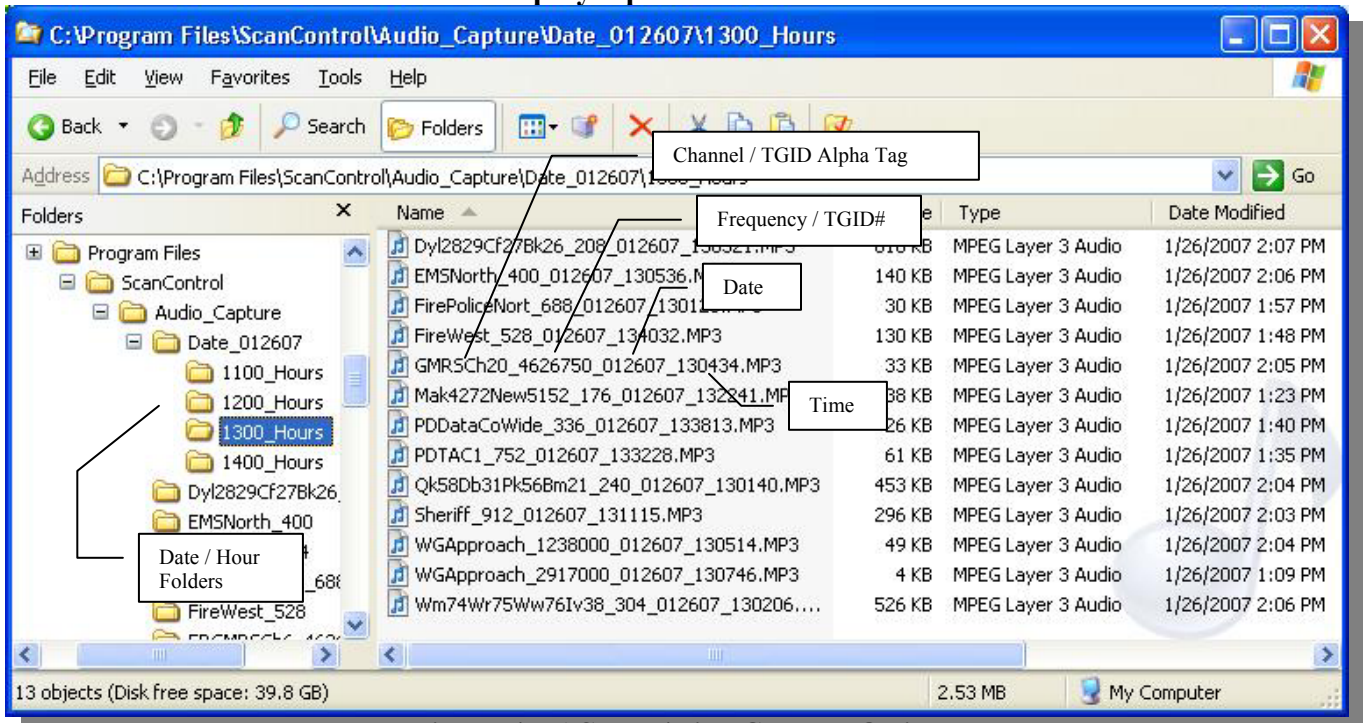 C:\Program Files\ScanControl\Audio_Capture\Date_012607\1300_Hours
File Edit View Favorites Tools Help
Back Search Folders
Channel / TGID Alpha Tag
Address C:\Program Files\ScanControl\Audio_Capture\Date_012607\1300_Hours Go
Folders Name Type Date Modified
Frequency / TGID#
Program Files
ScanControl
Audio_Capture
Date_012607
1100_Hours
1200_Hours
1300_Hours
1400_Hours
Dyl2829Cf27Bk26_
EMSNorth_400
Date / Hour
Folders
_688
FireWest_528
Dyl2829Cf27Bk26_208_012607_130321.MP3 616 KB MPEG Layer 3 Audio 1/26/2007 2:07 PM
EMSNorth_400_012607_130536.M 140 KB MPEG Layer 3 Audio 1/26/2007 2:06 PM
Date
FirePoliceNort_688_012607_1301 30 KB MPEG Layer 3 Audio 1/26/2007 1:57 PM
FireWest_528_012607_134032.MP3 130 KB MPEG Layer 3 Audio 1/26/2007 1:48 PM
GMRSCh20_4626750_012607_130434.MP3 33 KB MPEG Layer 3 Audio 1/26/2007 2:05 PM
Mak4272New5152_176_012607_132241.MP 38 KB MPEG Layer 3 Audio 1/26/2007 1:23 PM
Time
PDDataCoWide_336_012607_133813.MP3 26 KB MPEG Layer 3 Audio 1/26/2007 1:40 PM
PDTAC1_752_012607_133228.MP3 61 KB MPEG Layer 3 Audio 1/26/2007 1:35 PM
Qk58Db31Pk56Bm21_240_012607_130140.MP3 453 KB MPEG Layer 3 Audio 1/26/2007 2:04 PM
Sheriff_912_012607_131115.MP3 296 KB MPEG Layer 3 Audio 1/26/2007 2:03 PM
WGApproach_1238000_012607_130514.MP3 49 KB MPEG Layer 3 Audio 1/26/2007 2:04 PM
WGApproach_2917000_012607_130746.MP3 4 KB MPEG Layer 3 Audio 1/26/2007 1:09 PM
Wm74Wr75Ww76Iv38_304_012607_130206.... 526 KB MPEG Layer 3 Audio 1/26/2007 2:06 PM
13 objects (Disk free space: 39.8 GB) 2.53 MB My Computer